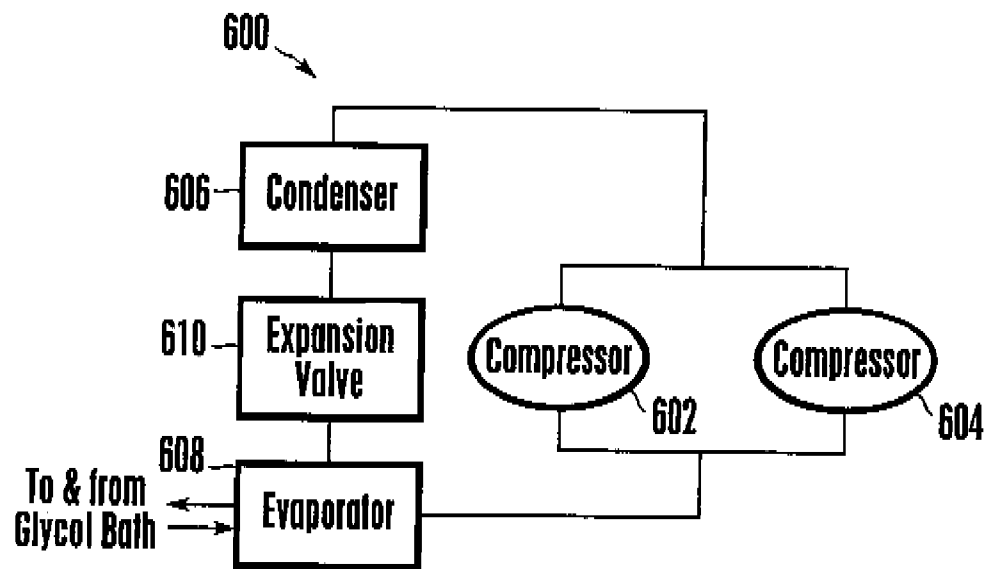 600
606
Condenser
610
Expansion
Valve
Compressor
602
Compressor
604
608
To & from
Glycol Bath
Evaporator